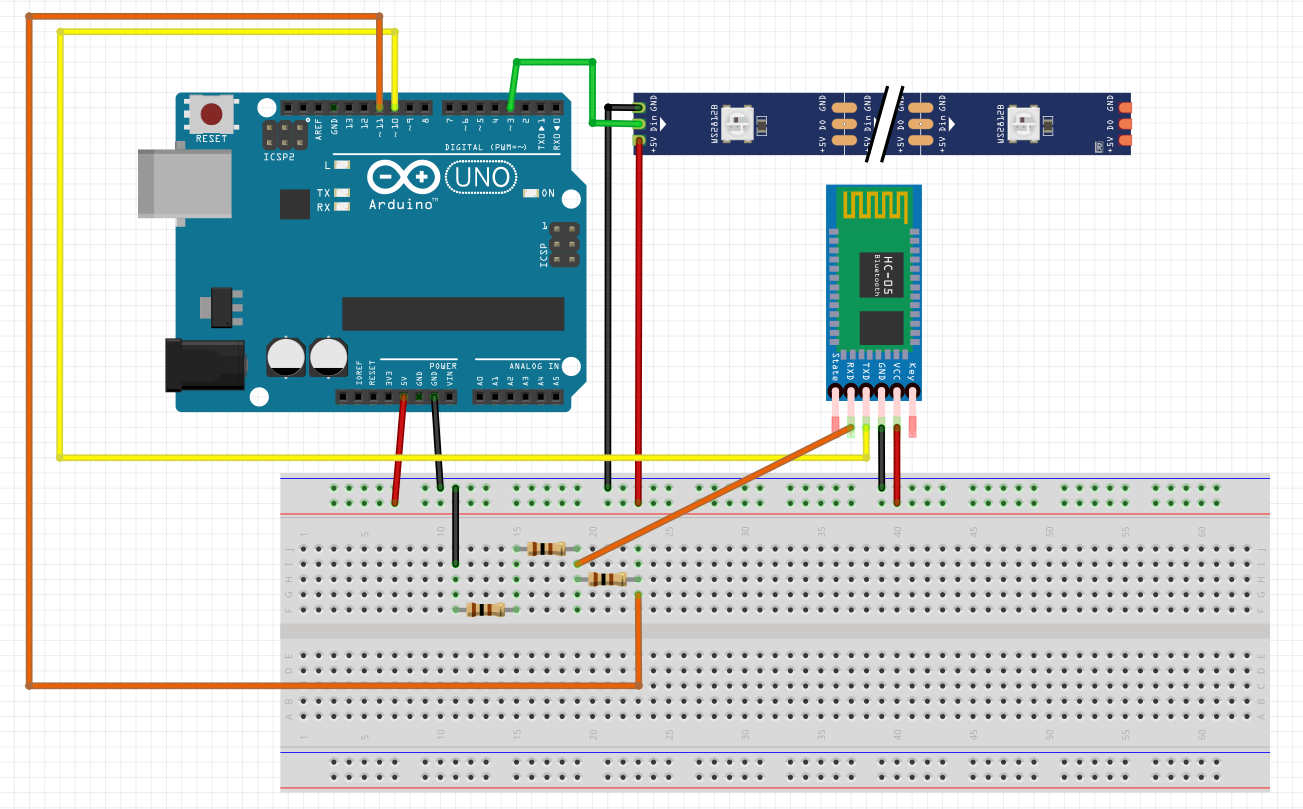 RESET
ICSP2
AREF
GND
13
12
~11
~10
~9
8
7
~6
~5
4
~3
2
TXD▶1
RXD◀0
DIGITAL (PWM=~)
L
TX
RX
UNO
ON
Arduino™
1
ICSP
IOREF
RESET
3V3
5V
GND
GND
VIN
POWER
ANALOG IN
A0
A1
A2
A3
A4
A5
GND
Din
+5V
WS2812B
GND
DO
+5V
Din
GND
DO
+5V
GND
Din
+5V
WS2812B
GND
DO
+5V
HC-05
Bluetooth
State
RXD
TXD
GND
VCC
Key
1 5 10 15 20 25 30 35 40 45 50 55 60
J J
I I
H H
G G
F F
E E
D D
C C
B B
A A
1 5 10 15 20 25 30 35 40 45 50 55 60